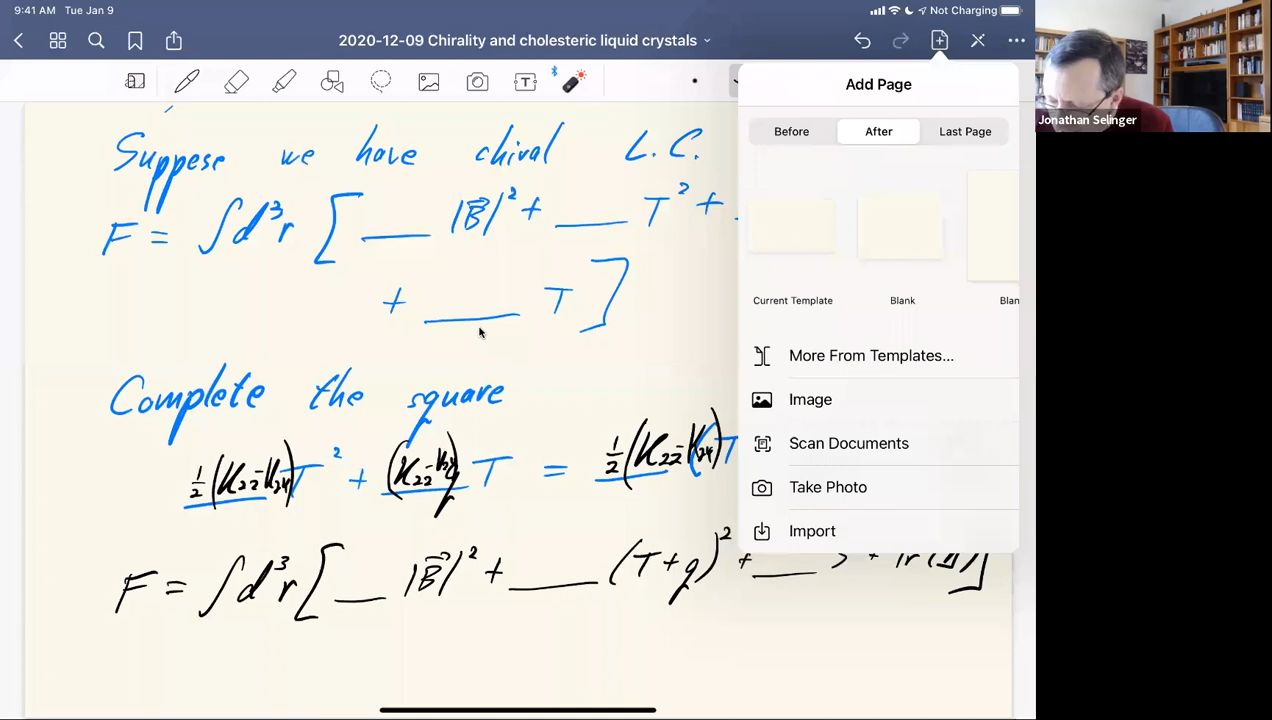 9:41 AM Tue Jan 9
Not Charging
2020-12-09 Chirality and cholesteric liquid crystals
Add Page
Before After Last Page
Current Template Blank Blan
More From Templates...
Image
Scan Documents
Take Photo
Import
Jonathan Selinger
Suppose we have chiral L.C.
F = ∫d³r [ ___ |B⃗|² + ___ T² +
+ ___ T ]
Complete the square
½(K₂₂-K₂₄)T² + (K₂₂-K₂₄)q T = ½(K₂₂-K₂₄)(T
F = ∫d³r [ ___ |B⃗|² + ___ (T+q)² + ___